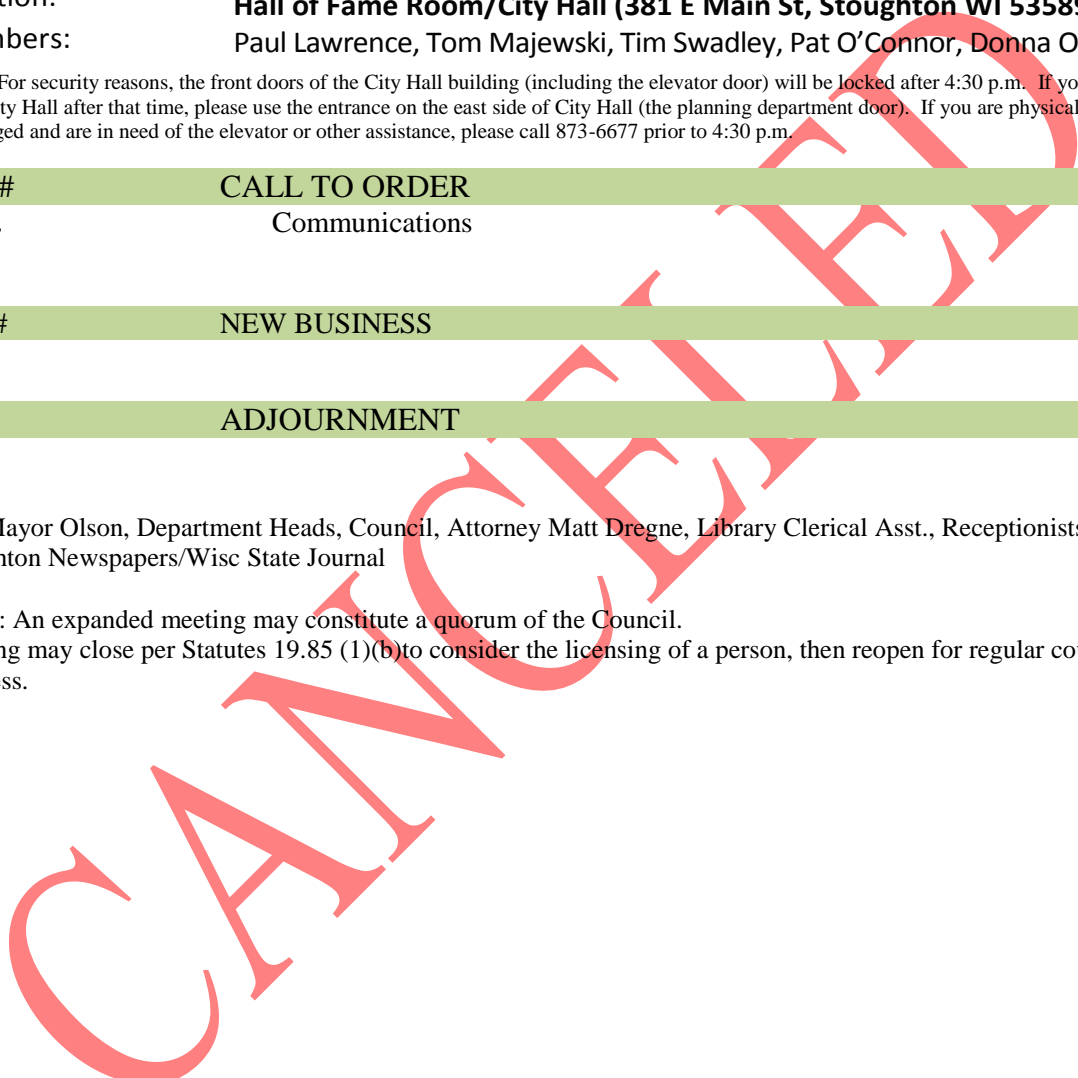 Hall of Fame Room/City Hall (381 E Main St, Stoughton WI 53589
Paul Lawrence, Tom Majewski, Tim Swadley, Pat O'Connor, Donna O
For security reasons, the front doors of the City Hall building (including the elevator door) will be locked after 4:30 p.m. If yo
ty Hall after that time, please use the entrance on the east side of City Hall (the planning department door). If you are physical
ged and are in need of the elevator or other assistance, please call 873-6677 prior to 4:30 p.m.
# CALL TO ORDER
Communications
# NEW BUSINESS
ADJOURNMENT
Mayor Olson, Department Heads, Council, Attorney Matt Dregne, Library Clerical Asst., Receptionists
hton Newspapers/Wisc State Journal
: An expanded meeting may constitute a quorum of the Council.
ng may close per Statutes 19.85 (1)(b)to consider the licensing of a person, then reopen for regular co
ess.
CANCELED